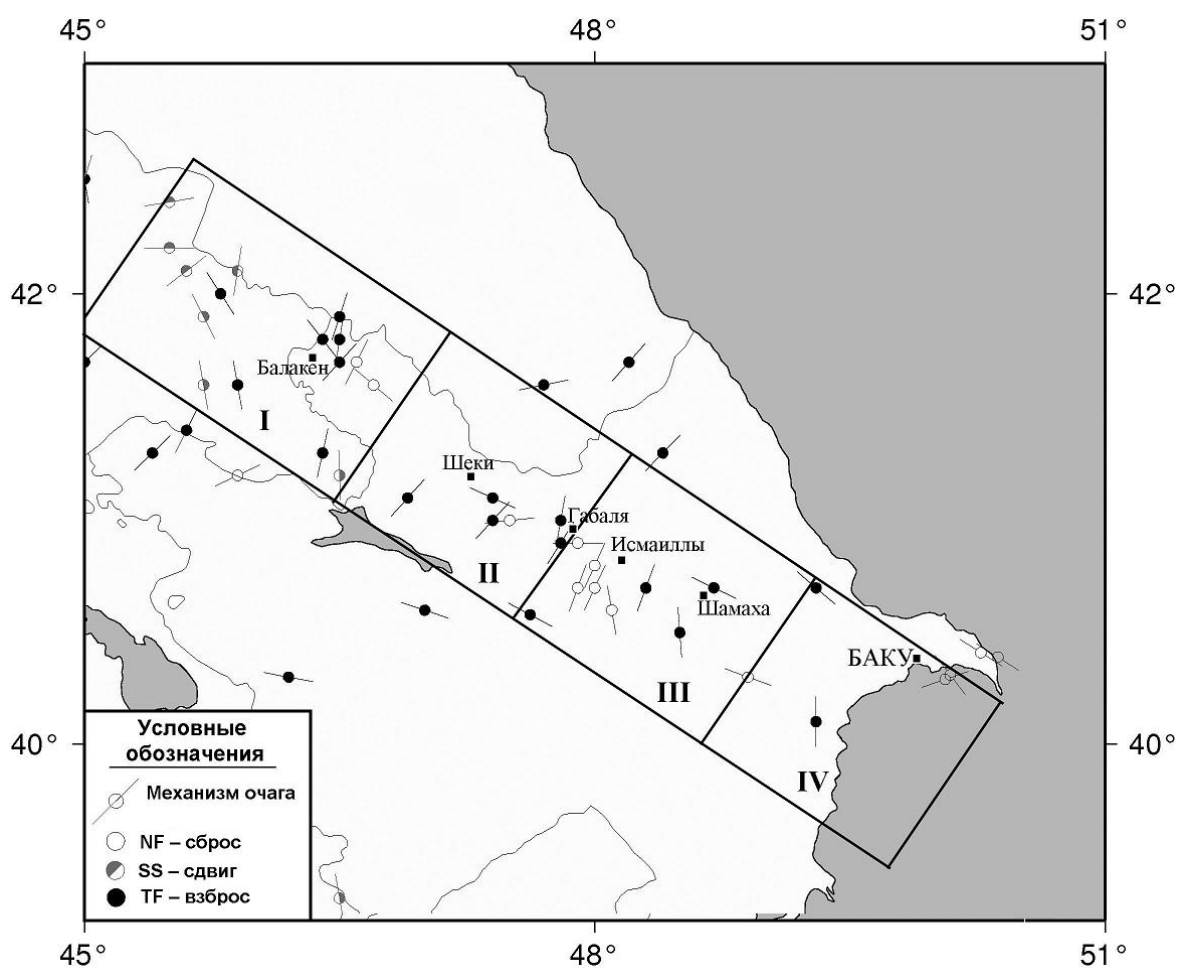 45°
48°
51°
42°
42°
Балакён
I
Шеки
Габаля
Исмаиллы
II
Шамаха
БАКУ
III
40°
40°
IV
Условные
обозначения
Механизм очага
NF – сброс
SS – сдвиг
TF – взброс
45°
48°
51°